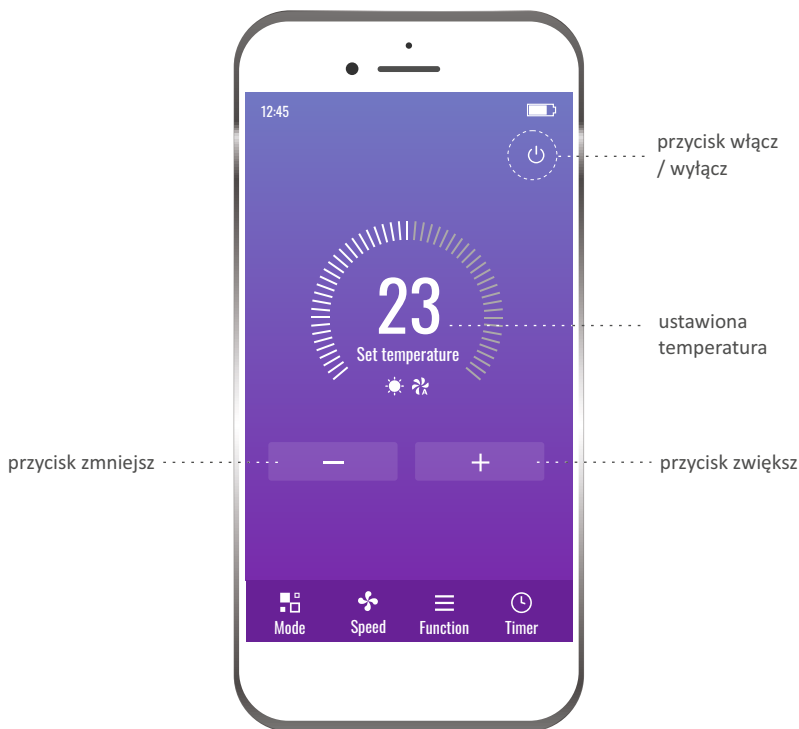 12:45
przycisk włącz
/ wyłącz
23
Set temperature
A
ustawiona
temperatura
przycisk zmniejsz
przycisk zwiększ
Mode
Speed
Function
Timer